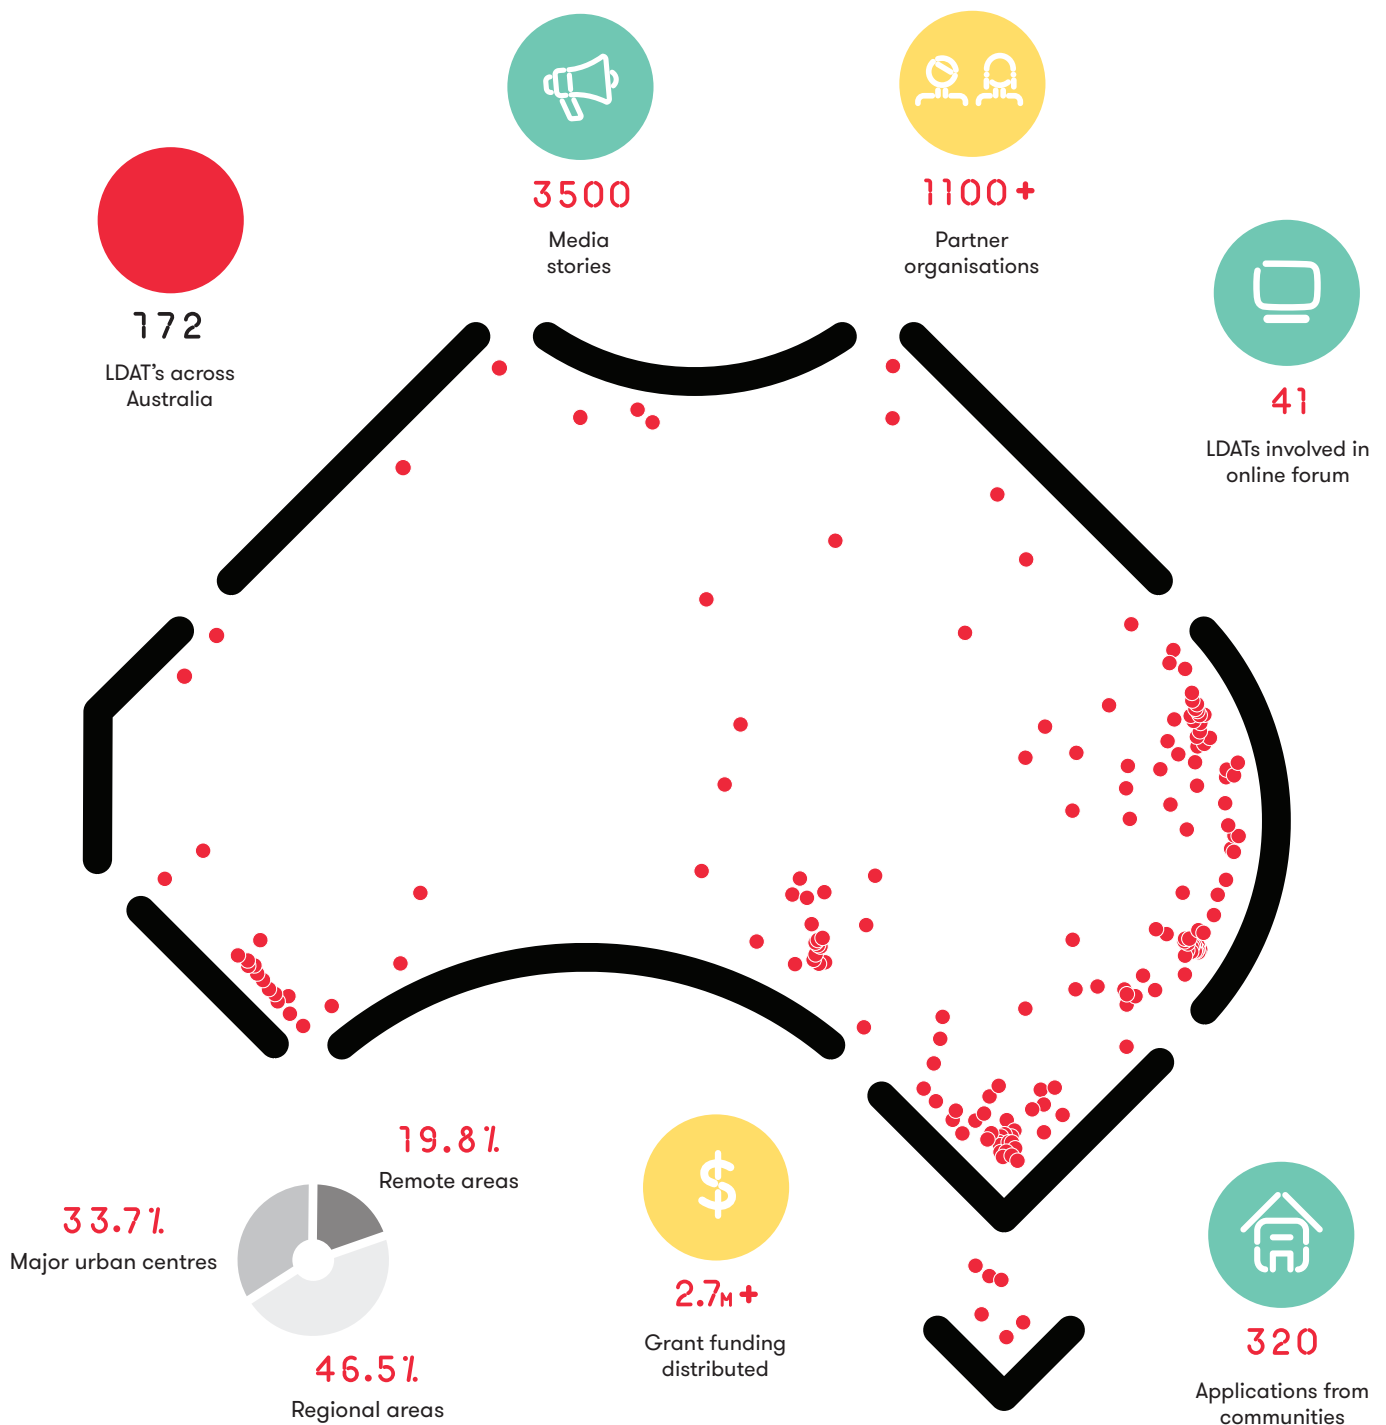 3500
Media
stories
1100+
Partner
organisations
172
LDAT's across
Australia
41
LDATs involved in
online forum
19.8%
Remote areas
33.7%
Major urban centres
46.5%
Regional areas
2.7M+
Grant funding
distributed
320
Applications from
communities